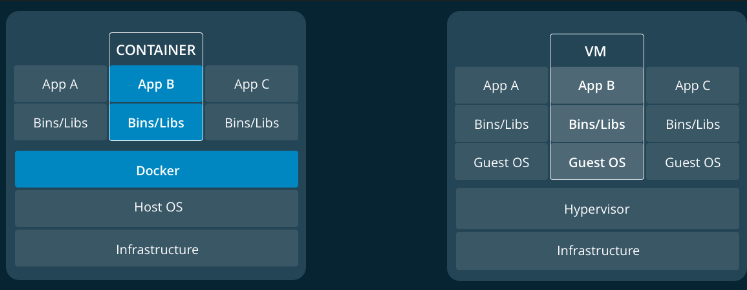 CONTAINER
App A App B App C
Bins/Libs Bins/Libs Bins/Libs
Docker
Host OS
Infrastructure
VM
App A App B App C
Bins/Libs Bins/Libs Bins/Libs
Guest OS Guest OS Guest OS
Hypervisor
Infrastructure